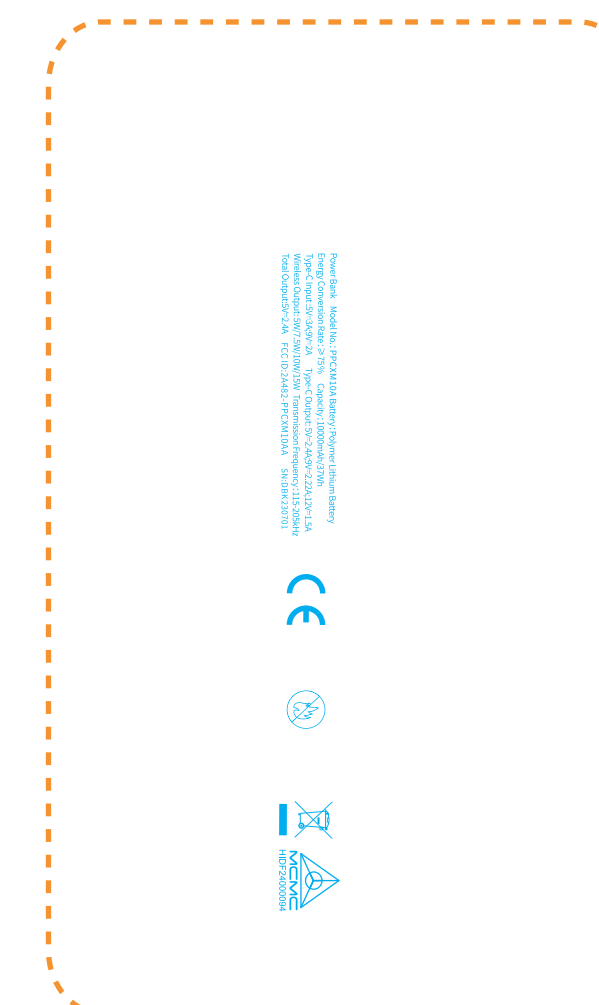 Power Bank Model No.: PPCXM10A Battery: Polymer Lithium Battery
Energy Conversion Rate: ≥75% Capacity: 10000mAh/37Wh
Type-C Input: 5V⎓3A,9V⎓2A Type-C Output: 5V⎓2.4A,9V⎓2.22A,12V⎓1.5A
Wireless Output: 5W/7.5W/10W/15W Transmission Frequency: 115-205kHz
Total Output:5V⎓2.4A FCC ID: 2A482-PPCXM10AA SN:DBK230701
CE
MCMC
HIDF24000094